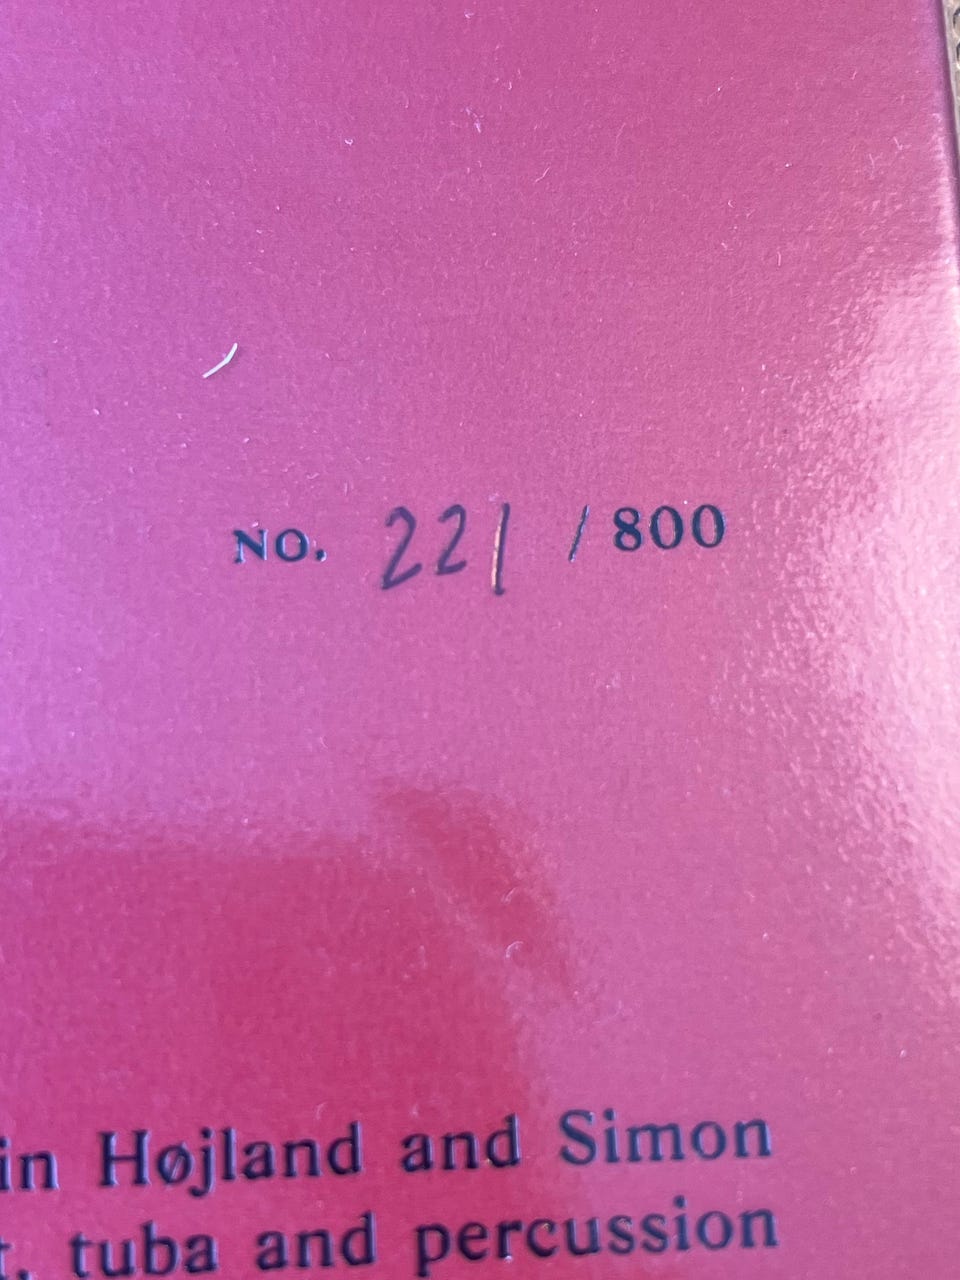 NO. 221 / 800
in Højland and Simon
t, tuba and percussion